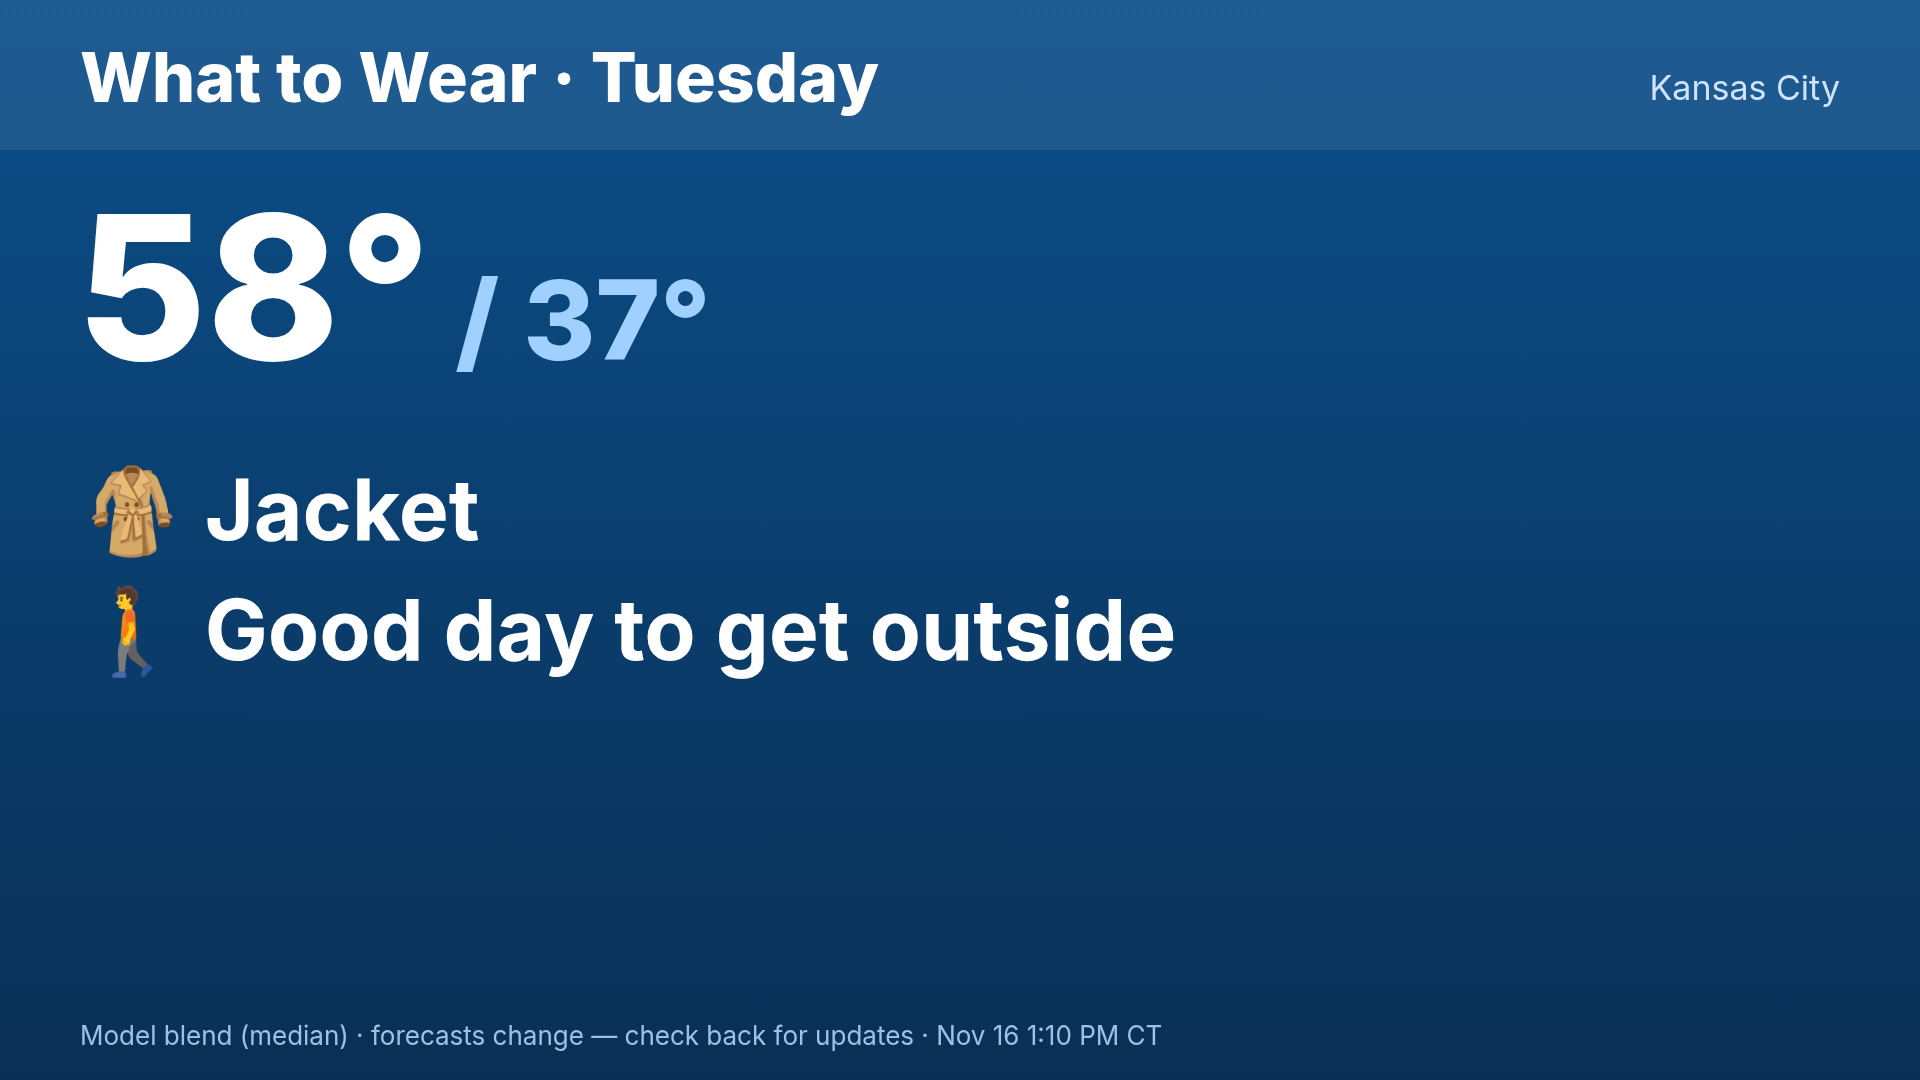 What to Wear · Tuesday
Kansas City
58° / 37°
Jacket
Good day to get outside
Model blend (median) · forecasts change — check back for updates · Nov 16 1:10 PM CT